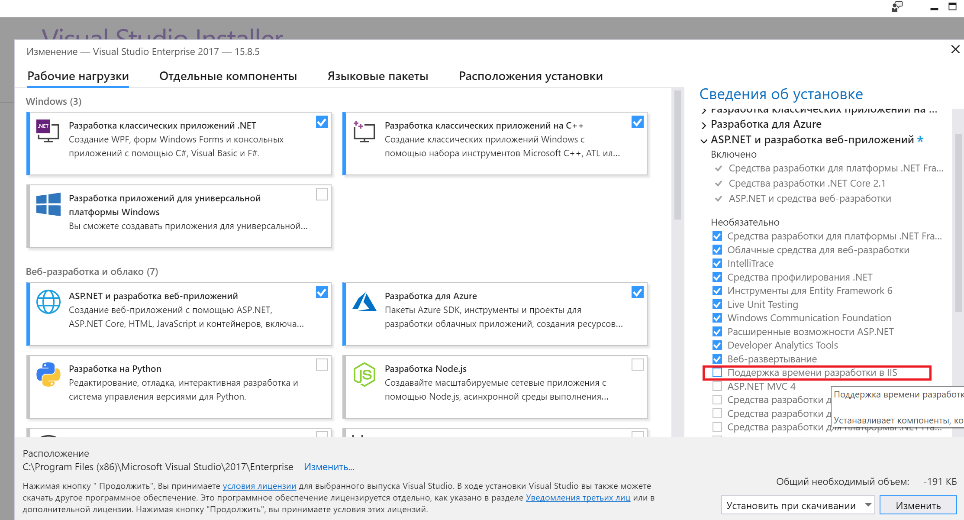 Visual Studio Installer
Изменение — Visual Studio Enterprise 2017 — 15.8.5
Рабочие нагрузки
Отдельные компоненты
Языковые пакеты
Расположения установки
Windows (3)
.NET
Разработка классических приложений .NET
Создание WPF, форм Windows Forms и консольных
приложений с помощью C#, Visual Basic и F#.
Разработка классических приложений на C++
Создание классических приложений Windows с
помощью набора инструментов Microsoft C++, ATL или...
Разработка приложений для универсальной
платформы Windows
Вы сможете создавать приложения для универсальной...
Веб-разработка и облако (7)
ASP.NET и разработка веб-приложений
Создание веб-приложений с помощью ASP.NET,
ASP.NET Core, HTML, JavaScript и контейнеров, включа...
Разработка для Azure
Пакеты Azure SDK, инструменты и проекты для
разработки облачных приложений, создания ресурсов...
Разработка на Python
Редактирование, отладка, интерактивная разработка и
система управления версиями для Python.
Разработка Node.js
Создавайте масштабируемые сетевые приложения с
помощью Node.js, асинхронной среды выполнения...
Сведения об установке
Разработка классических приложений на ...
Разработка для Azure
ASP.NET и разработка веб-приложений *
Включено
Средства разработки для платформы .NET Fra...
Средства разработки .NET Core 2.1
ASP.NET и средства веб-разработки
Необязательно
Средства разработки для платформы .NET Fra...
Облачные средства для веб-разработки
IntelliTrace
Средства профилирования .NET
Инструменты для Entity Framework 6
Live Unit Testing
Windows Communication Foundation
Расширенные возможности ASP.NET
Developer Analytics Tools
Веб-развертывание
Поддержка времени разработки в IIS
ASP.NET MVC 4
Поддержка времени разработк
Средства разработки д
Средства разработки д
Устанавливает компоненты, ко
Средства разработки для платформы .NET Fra...
Расположение
C:\Program Files (x86)\Microsoft Visual Studio\2017\Enterprise Изменить...
Нажимая кнопку " Продолжить", Вы принимаете условия лицензии для выбранного выпуска Visual Studio. В ходе установки Visual Studio вы также можете
скачать другое программное обеспечение. Это программное обеспечение лицензируется отдельно, как указано в разделе Уведомления третьих лиц или в
дополнительной лицензии. Нажимая кнопку "Продолжить", вы принимаете условия этих лицензий.
Общий необходимый объем: -191 КБ
Установить при скачивании
Изменить